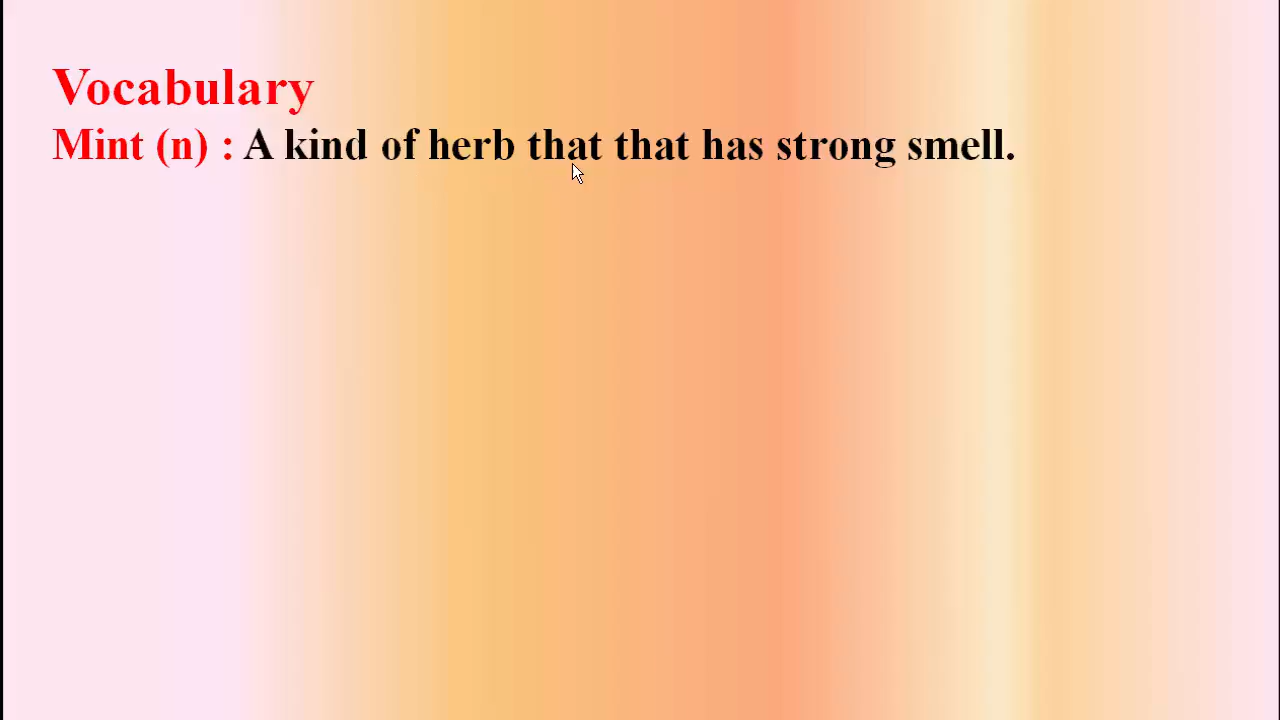 Vocabulary
Mint (n) : A kind of herb that that has strong smell.